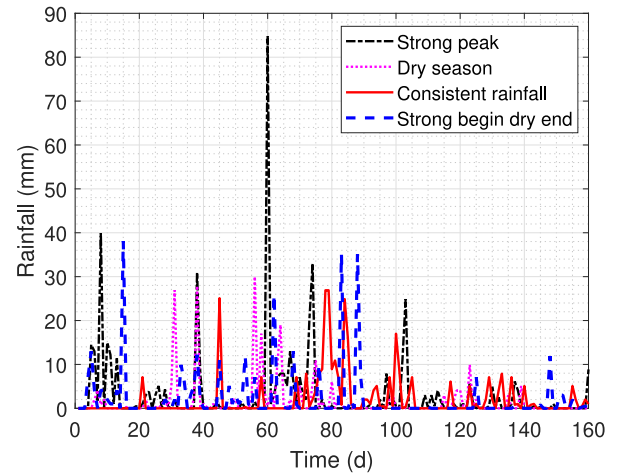 90
80
70
60
50
40
30
20
10
0
Rainfall (mm)
Strong peak
Dry season
Consistent rainfall
Strong begin dry end
0 20 40 60 80 100 120 140 160
Time (d)